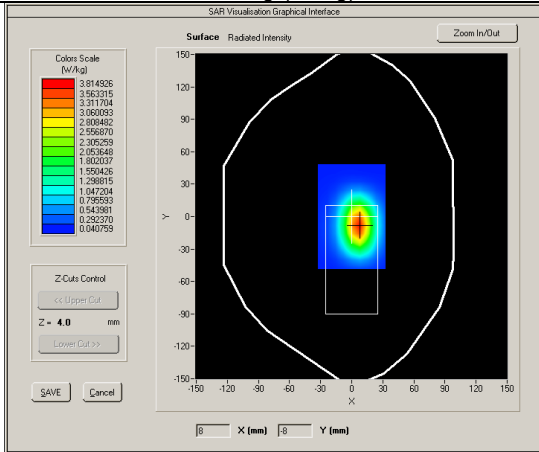 SAR Visualisation Graphical Interface
Surface Radiated Intensity
Zoom In/Out
Colors Scale
(W/kg)
3.814926
3.563315
3.311704
3.060093
2.808482
2.556870
2.305259
2.053648
1.802037
1.550426
1.298815
1.047204
0.795593
0.543981
0.292370
0.040759
Z-Cuts Control
<< Upper Cut
Z = 4.0 mm
Lower Cut >>
SAVE Cancel
150
120
90
60
30
0
-30
-60
-90
-120
-150
Y
-150 -120 -90 -60 -30 0 30 60 90 120 150
X
8 X (mm) -8 Y (mm)